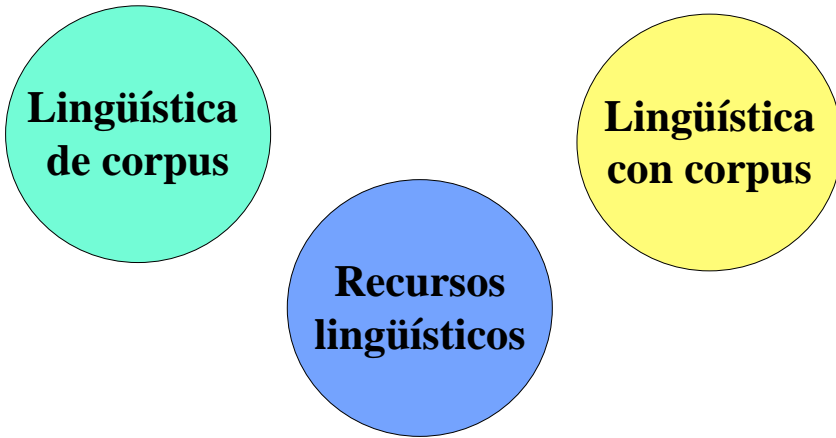 Lingüística
de corpus
Lingüística
con corpus
Recursos
lingüísticos